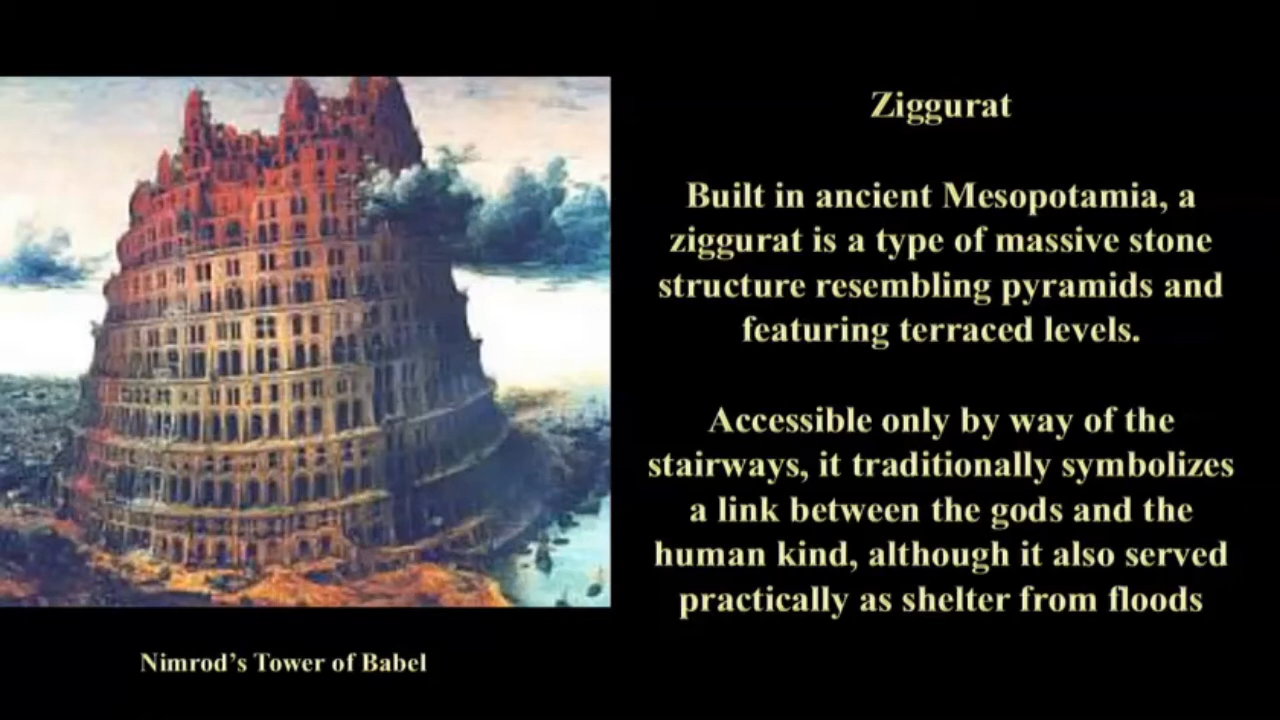 Ziggurat
Built in ancient Mesopotamia, a
ziggurat is a type of massive stone
structure resembling pyramids and
featuring terraced levels.
Accessible only by way of the
stairways, it traditionally symbolizes
a link between the gods and the
human kind, although it also served
practically as shelter from floods
Nimrod’s Tower of Babel